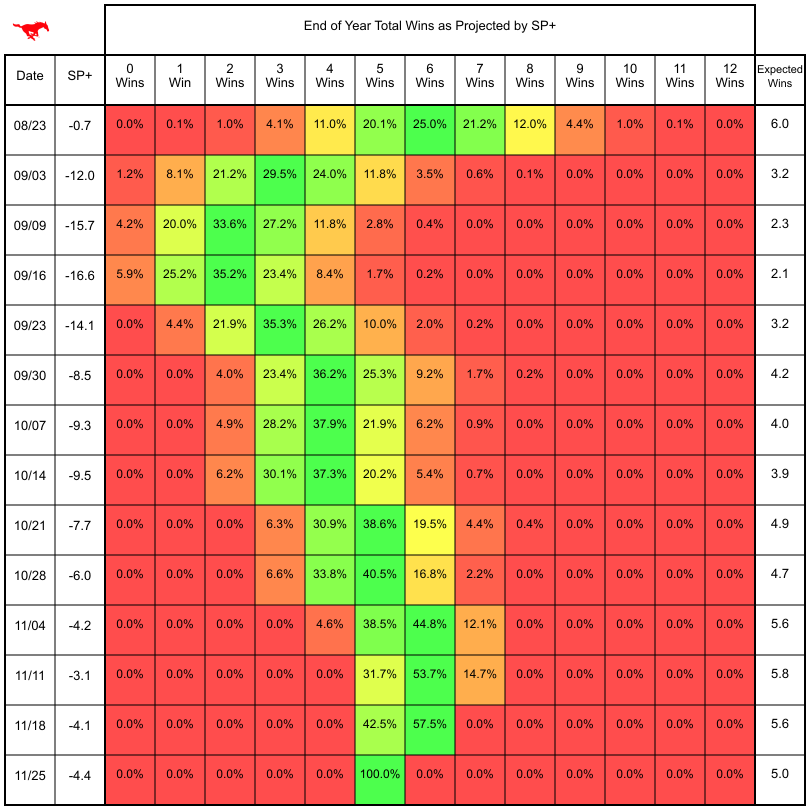 End of Year Total Wins as Projected by SP+
Date SP+ 0 Wins 1 Win 2 Wins 3 Wins 4 Wins 5 Wins 6 Wins 7 Wins 8 Wins 9 Wins 10 Wins 11 Wins 12 Wins Expected Wins
08/23 -0.7 0.0% 0.1% 1.0% 4.1% 11.0% 20.1% 25.0% 21.2% 12.0% 4.4% 1.0% 0.1% 0.0% 6.0
09/03 -12.0 1.2% 8.1% 21.2% 29.5% 24.0% 11.8% 3.5% 0.6% 0.1% 0.0% 0.0% 0.0% 0.0% 3.2
09/09 -15.7 4.2% 20.0% 33.6% 27.2% 11.8% 2.8% 0.4% 0.0% 0.0% 0.0% 0.0% 0.0% 0.0% 2.3
09/16 -16.6 5.9% 25.2% 35.2% 23.4% 8.4% 1.7% 0.2% 0.0% 0.0% 0.0% 0.0% 0.0% 0.0% 2.1
09/23 -14.1 0.0% 4.4% 21.9% 35.3% 26.2% 10.0% 2.0% 0.2% 0.0% 0.0% 0.0% 0.0% 0.0% 3.2
09/30 -8.5 0.0% 0.0% 4.0% 23.4% 36.2% 25.3% 9.2% 1.7% 0.2% 0.0% 0.0% 0.0% 0.0% 4.2
10/07 -9.3 0.0% 0.0% 4.9% 28.2% 37.9% 21.9% 6.2% 0.9% 0.0% 0.0% 0.0% 0.0% 0.0% 4.0
10/14 -9.5 0.0% 0.0% 6.2% 30.1% 37.3% 20.2% 5.4% 0.7% 0.0% 0.0% 0.0% 0.0% 0.0% 3.9
10/21 -7.7 0.0% 0.0% 0.0% 6.3% 30.9% 38.6% 19.5% 4.4% 0.4% 0.0% 0.0% 0.0% 0.0% 4.9
10/28 -6.0 0.0% 0.0% 0.0% 6.6% 33.8% 40.5% 16.8% 2.2% 0.0% 0.0% 0.0% 0.0% 0.0% 4.7
11/04 -4.2 0.0% 0.0% 0.0% 0.0% 4.6% 38.5% 44.8% 12.1% 0.0% 0.0% 0.0% 0.0% 0.0% 5.6
11/11 -3.1 0.0% 0.0% 0.0% 0.0% 0.0% 31.7% 53.7% 14.7% 0.0% 0.0% 0.0% 0.0% 0.0% 5.8
11/18 -4.1 0.0% 0.0% 0.0% 0.0% 0.0% 42.5% 57.5% 0.0% 0.0% 0.0% 0.0% 0.0% 0.0% 5.6
11/25 -4.4 0.0% 0.0% 0.0% 0.0% 0.0% 100.0% 0.0% 0.0% 0.0% 0.0% 0.0% 0.0% 0.0% 5.0